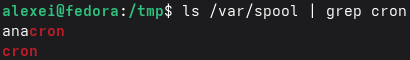 alexei@fedora:/tmp$ ls /var/spool | grep cron
anacron
cron